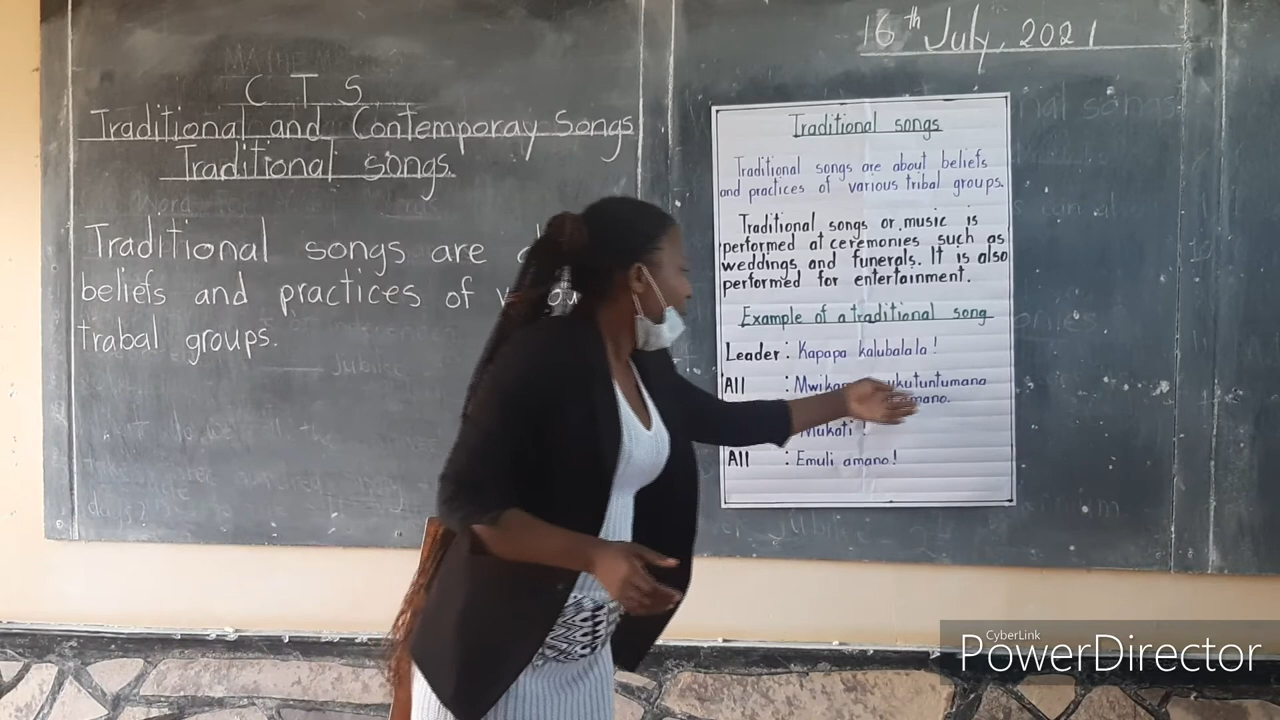 C T S
Traditional and Contemporay Songs
Traditional songs.
Traditional songs are
beliefs and practices of
trabal groups.
16th July, 2021
Traditional songs
Traditional songs are about beliefs
and practices of various tribal groups.
Traditional songs or music is
performed at ceremonies such as
weddings and funerals. It is also
performed for entertainment.
Example of a traditional song
Leader : Kapapa kalubalala!
All :
Mukati!
All : Emuli amano!
CyberLink
PowerDirector